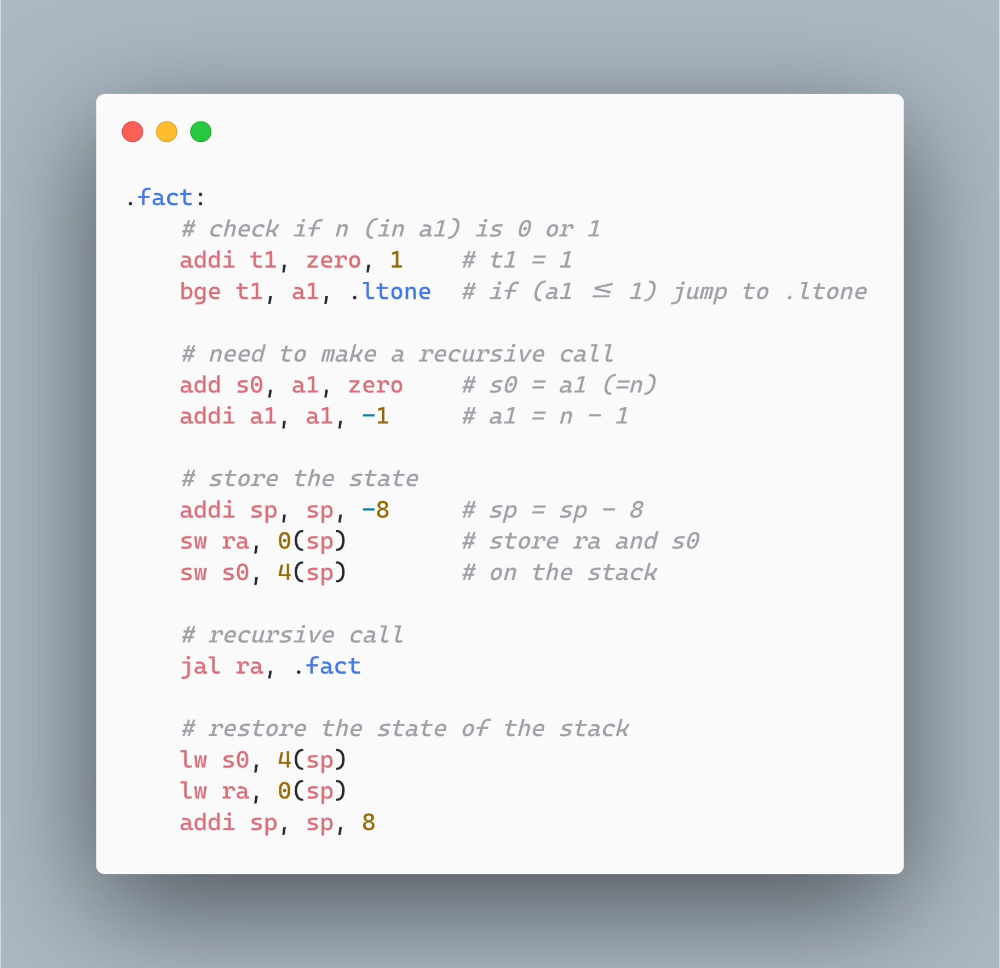 .fact:
# check if n (in a1) is 0 or 1
addi t1, zero, 1 # t1 = 1
bge t1, a1, .ltone # if (a1 ≤ 1) jump to .ltone
# need to make a recursive call
add s0, a1, zero # s0 = a1 (=n)
addi a1, a1, -1 # a1 = n - 1
# store the state
addi sp, sp, -8 # sp = sp - 8
sw ra, 0(sp) # store ra and s0
sw s0, 4(sp) # on the stack
# recursive call
jal ra, .fact
# restore the state of the stack
lw s0, 4(sp)
lw ra, 0(sp)
addi sp, sp, 8